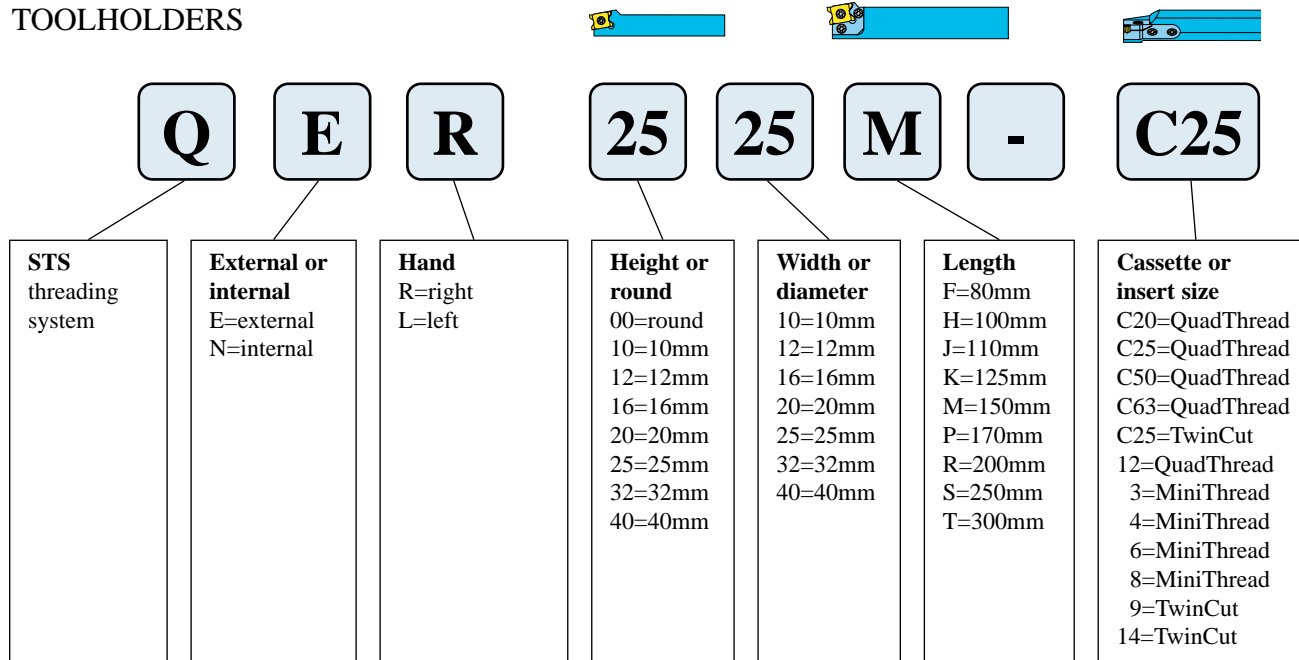 TOOLHOLDERS
Q E R 25 25 M - C25
STS
threading
system
External or
internal
E=external
N=internal
Hand
R=right
L=left
Height or
round
00=round
10=10mm
12=12mm
16=16mm
20=20mm
25=25mm
32=32mm
40=40mm
Width or
diameter
10=10mm
12=12mm
16=16mm
20=20mm
25=25mm
32=32mm
40=40mm
Length
F=80mm
H=100mm
J=110mm
K=125mm
M=150mm
P=170mm
R=200mm
S=250mm
T=300mm
Cassette or
insert size
C20=QuadThread
C25=QuadThread
C50=QuadThread
C63=QuadThread
C25=TwinCut
12=QuadThread
3=MiniThread
4=MiniThread
6=MiniThread
8=MiniThread
9=TwinCut
14=TwinCut